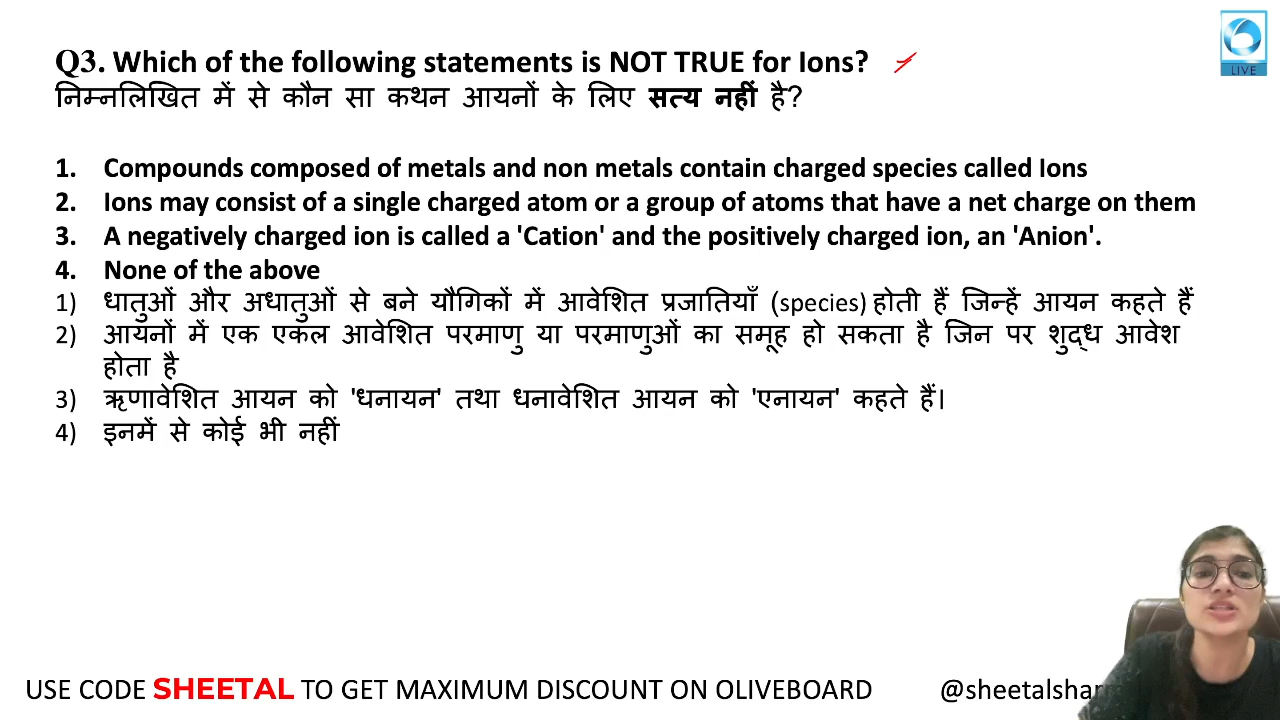 LIVE
Q3. Which of the following statements is NOT TRUE for Ions?
निम्नलिखित में से कौन सा कथन आयनों के लिए सत्य नहीं है?
1. Compounds composed of metals and non metals contain charged species called Ions
2. Ions may consist of a single charged atom or a group of atoms that have a net charge on them
3. A negatively charged ion is called a 'Cation' and the positively charged ion, an 'Anion'.
4. None of the above
1) धातुओं और अधातुओं से बने यौगिकों में आवेशित प्रजातियाँ (species) होती हैं जिन्हें आयन कहते हैं
2) आयनों में एक एकल आवेशित परमाणु या परमाणुओं का समूह हो सकता है जिन पर शुद्ध आवेश
होता है
3) ऋणावेशित आयन को 'धनायन' तथा धनावेशित आयन को 'एनायन' कहते हैं।
4) इनमें से कोई भी नहीं
USE CODE SHEETAL TO GET MAXIMUM DISCOUNT ON OLIVEBOARD